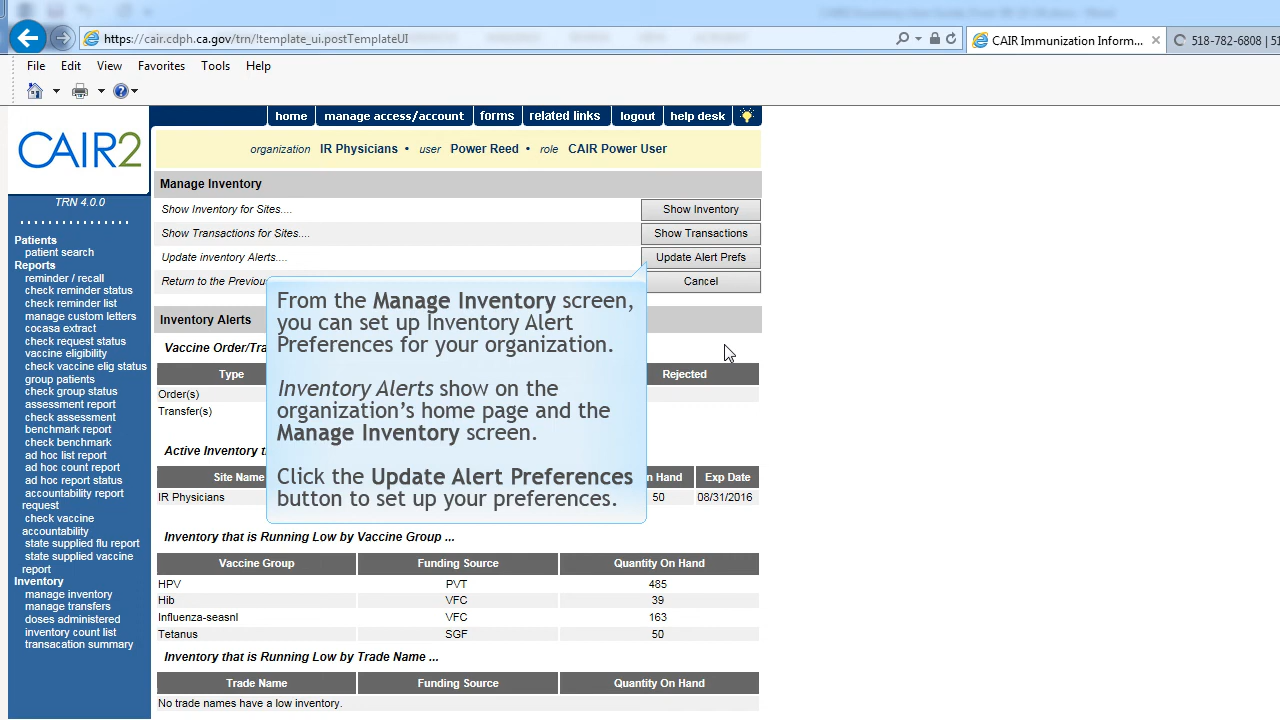 https://cair.cdph.ca.gov/trn/!template_ui.postTemplateUI
CAIR Immunization Inform...
518-782-6808 | 51
File Edit View Favorites Tools Help
CAIR2
TRN 4.0.0
home manage access/account forms related links logout help desk
organization IR Physicians • user Power Reed • role CAIR Power User
Patients
patient search
Reports
reminder / recall
check reminder status
check reminder list
manage custom letters
cocasa extract
check request status
vaccine eligibility
check vaccine elig status
group patients
check group status
assessment report
check assessment
benchmark report
check benchmark
ad hoc list report
ad hoc count report
ad hoc report status
accountability report
request
check vaccine
accountability
state supplied flu report
state supplied vaccine
report
Inventory
manage inventory
manage transfers
doses administered
inventory count list
transacation summary
Manage Inventory
Show Inventory for Sites.... Show Inventory
Show Transactions for Sites.... Show Transactions
Update inventory Alerts.... Update Alert Prefs
Return to the Previou Cancel
From the Manage Inventory screen,
you can set up Inventory Alert
Preferences for your organization.
Inventory Alerts show on the
organization's home page and the
Manage Inventory screen.
Click the Update Alert Preferences
button to set up your preferences.
Inventory Alerts
Vaccine Order/Tra
Type Rejected
Order(s)
Transfer(s)
Active Inventory t
Site Name n Hand Exp Date
IR Physicians 50 08/31/2016
Inventory that is Running Low by Vaccine Group ...
Vaccine Group Funding Source Quantity On Hand
HPV PVT 485
Hib VFC 39
Influenza-seasnl VFC 163
Tetanus SGF 50
Inventory that is Running Low by Trade Name ...
Trade Name Funding Source Quantity On Hand
No trade names have a low inventory.